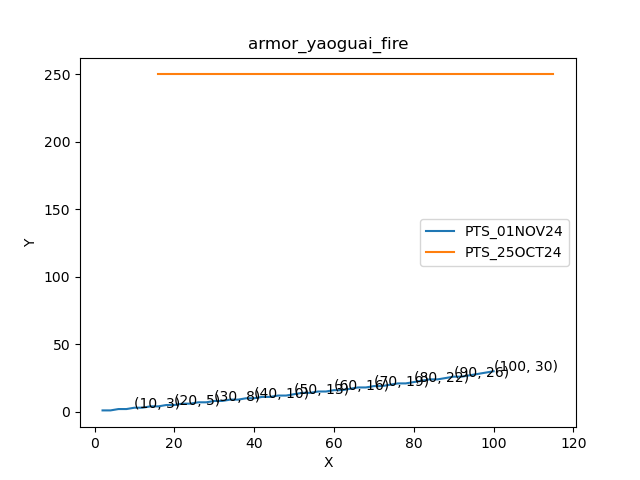 armor_yaoguai_fire
250
200
150
100
50
0
Y
PTS_01NOV24
PTS_25OCT24
(10, 3)
(20, 5)
(30, 8)
(40, 10)
(50, 13)
(60, 16)
(70, 19)
(80, 22)
(90, 26)
(100, 30)
0 20 40 60 80 100 120
X